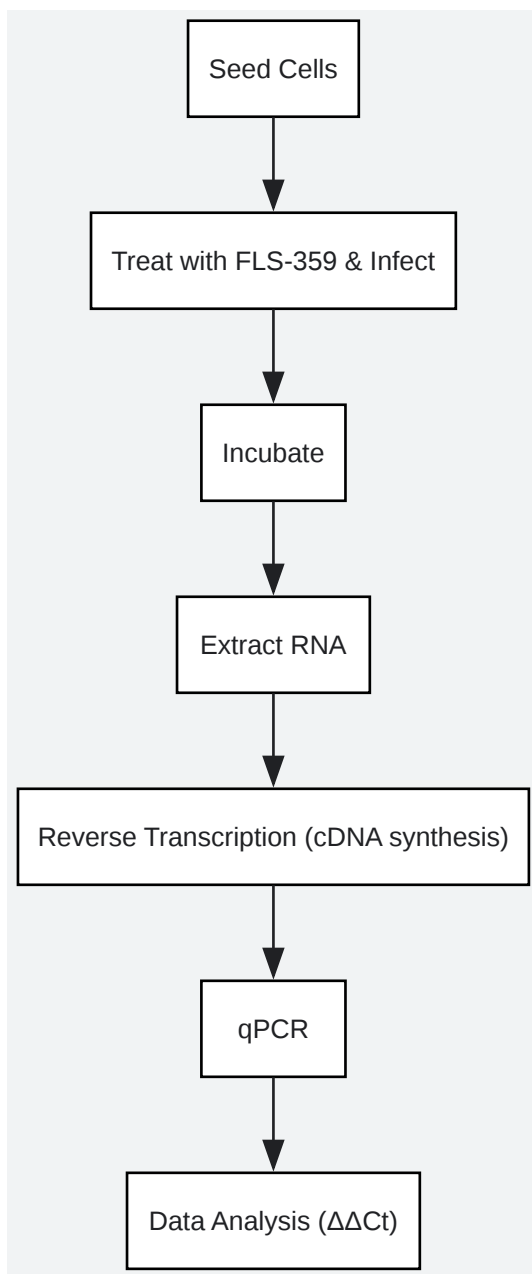 Seed Cells
Treat with FLS-359 & Infect
Incubate
Extract RNA
Reverse Transcription (cDNA synthesis)
qPCR
Data Analysis (ΔΔCt)